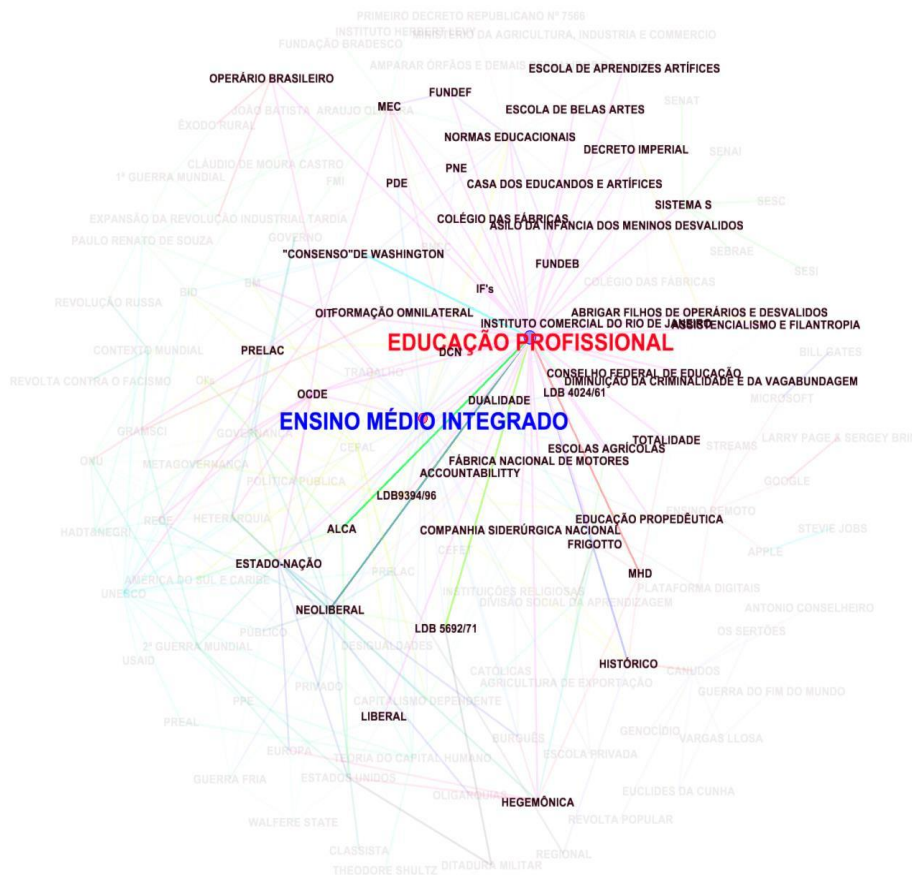 PRIMEIRO DECRETO REPUBLICANO Nº 7566
INSTITUTO HERBERT LEVY
MINISTÉRIO DA AGRICULTURA, INDUSTRIA E COMMERCIO
FUNDAÇÃO BRADESCO
AMPARAR ÓRFÃOS E DEMAIS
ESCOLA DE APRENDIZES ARTÍFICES
OPERÁRIO BRASILEIRO
FUNDEF
SENAT
MEC
JOÃO BATISTA ARAUJO OLIVEIRA
ESCOLA DE BELAS ARTES
ÊXODO RURAL
NORMAS EDUCACIONAIS
DECRETO IMPERIAL
SENAI
CLÁUDIO DE MOURA CASTRO
PNE
1ª GUERRA MUNDIAL
FMI
PDE
CASA DOS EDUCANDOS E ARTÍFICES
SISTEMA S
SESC
EXPANSÃO DA REVOLUÇÃO INDUSTRIAL TARDIA
COLÉGIO DAS FÁBRICAS
ASILO DA INFANCIA DOS MENINOS DESVALIDOS
GOVERNO
PAULO RENATO DE SOUZA
"CONSENSO"DE WASHINGTON
SEBRAE
FUNDEB
SESI
BID
BM
COLÉGIO DAS FÁBRICAS
IF's
REVOLUÇÃO RUSSA
OIT
FORMAÇÃO OMNILATERAL
ABRIGAR FILHOS DE OPERÁRIOS E DESVALIDOS
INSTITUTO COMERCIAL DO RIO DE JANEIRO
ASSISTENCIALISMO E FILANTROPIA
EDUCAÇÃO PROFISSIONAL
CONTEXTO MUNDIAL
PRELAC
DCN
BILL GATES
TRABALHO
CONSELHO FEDERAL DE EDUCAÇÃO
REVOLTA CONTRA O FACISMO
DIMINUIÇÃO DA CRIMINALIDADE E DA VAGABUNDAGEM
OCDE
LDB 4024/61
DUALIDADE
MICROSOFT
ENSINO MÉDIO INTEGRADO
GRAMSCI
GOVERNANÇA
CEPAL
TOTALIDADE
LARRY PAGE & SERGEY BRI
ESCOLAS AGRÍCOLAS
STREAMS
ONU
METAGOVERNANÇA
FÁBRICA NACIONAL DE MOTORES
ACCOUNTABILITTY
POLÍTICA PÚBLICA
GOOGLE
LDB9394/96
ENSINO REMOTO
REDE
HETERARQUIA
EDUCAÇÃO PROPEDÊUTICA
ALCA
COMPANHIA SIDERÚRGICA NACIONAL
STEVIE JOBS
HADT&NEGRI
FRIGOTTO
CEFET
APPLE
ESTADO-NAÇÃO
PRELAC
MHD
AMÉRICA DO SUL E CARIBE
PLATAFORMA DIGITAIS
UNESCO
INSTITUIÇÕES RELIGIOSAS
DIVISÃO SOCIAL DA APRENDIZAGEM
NEOLIBERAL
ANTONIO CONSELHEIRO
LDB 5692/71
PÚBLICO
OS SERTÕES
2ª GUERRA MUNDIAL
DESIGUALDADES
USAID
HISTÓRICO
CATÓLICAS
CANUDOS
AGRICULTURA DE EXPORTAÇÃO
PRIVADO
GUERRA DO FIM DO MUNDO
PPE
CAPITALISMO DEPENDENTE
LIBERAL
PREAL
GENOCÍDIO
BURGUÊS
VARGAS LLOSA
EUROPA
TEORIA DO CAPITAL HUMANO
ESCOLA PRIVADA
GUERRA FRIA
ESTADOS UNIDOS
EUCLIDES DA CUNHA
OLIGARQUIAS
HEGEMÔNICA
REVOLTA POPULAR
WALFERE STATE
CLASSISTA
REGIONAL
DITADURA MILITAR
THEODORE SHULTZ